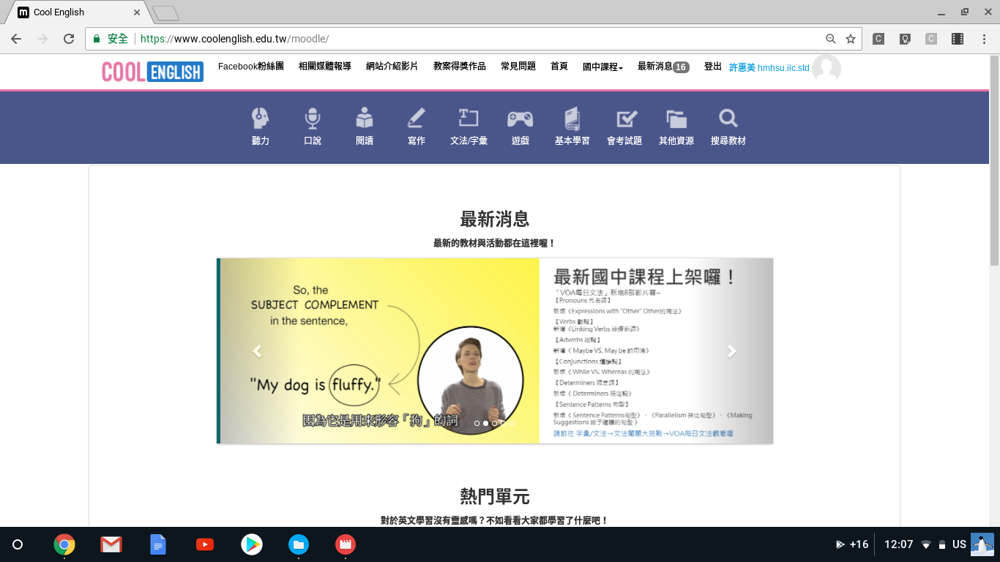 Cool English
安全
https://www.coolenglish.edu.tw/moodle/
COOL ENGLISH
Facebook粉絲團 相關媒體報導 網站介紹影片 教案得獎作品 常見問題 首頁 國中課程 最新消息 16 登出 許惠美 hmhsu.ilc.std
聽力 口說 閱讀 寫作 文法/字彙 遊戲 基本學習 會考試題 其他資源 搜尋教材
最新消息
最新的教材與活動都在這裡喔！
So, the
SUBJECT COMPLEMENT
in the sentence,
"My dog is fluffy."
因為它是用來形容「狗」的詞
最新國中課程上架囉！
「VOA每日文法」新增8部影片囉~
【Pronouns 代名詞】
新增《Expressions with "Other" Other的用法》
【Verbs 動詞】
新增《Linking Verbs 連綴動詞》
【Adverbs 副詞】
新增《 Maybe VS. May be 的用法》
【Conjunctions 連接詞】
新增《 While VS. Whereas 的用法》
【Determiners 限定詞】
新增《 Determiners 限定詞》
【Sentence Patterns 句型】
新增《 Sentence Patterns句型》、《Parallelism 排比句型》、《Making
Suggestions 給予建議的句型 》
請前往 字彙/文法→文法闖關大挑戰→VOA每日文法觀看喔
熱門單元
對於英文學習沒有靈感嗎？不如看看大家都學習了什麼吧！
+16 12:07 US